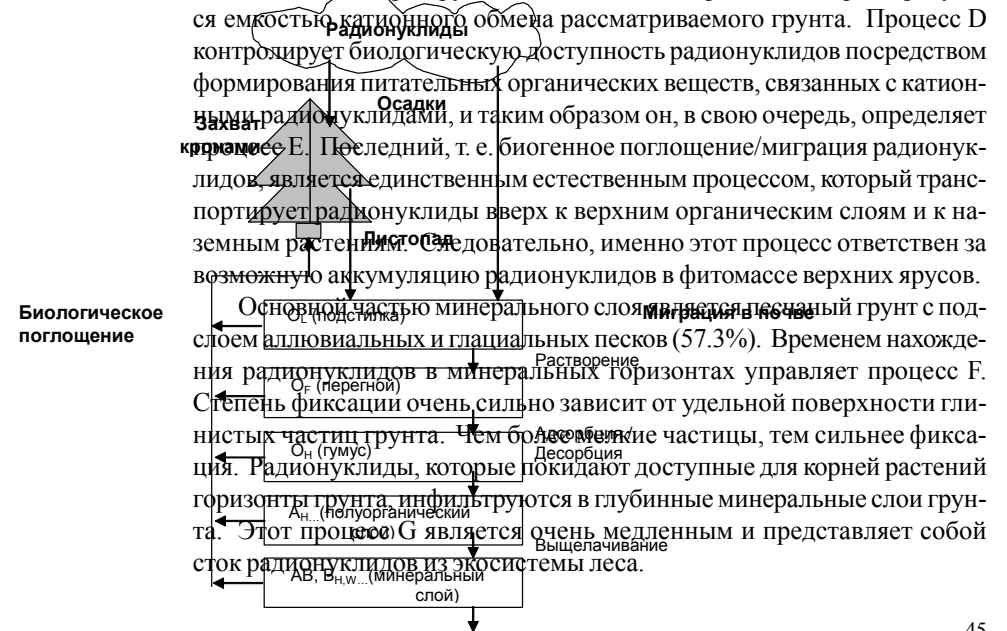 ся емкостью катионного обмена рассматриваемого грунта. Процесс D
Радионуклиды
контролирует биологическую доступность радионуклидов посредством
формирования питательных органических веществ, связанных с катион-
Осадки
ными радионуклидами, и таким образом он, в свою очередь, определяет
Захват
кронами
процесс E. Последний, т. е. биогенное поглощение/миграция радионук-
лидов, является единственным естественным процессом, который транс-
портирует радионуклиды вверх к верхним органическим слоям и к на-
земным растениям. Следовательно, именно этот процесс ответствен за
Листопад
возможную аккумуляцию радионуклидов в фитомассе верхних ярусов.
Биологическое
поглощение
Основной частью минерального слоя является песчаный грунт с под-
O_L (подстилка)
Миграция в почве
слоем аллювиальных и глациальных песков (57.3%). Временем нахожде-
Растворение
ния радионуклидов в минеральных горизонтах управляет процесс F.
O_F (перегной)
Степень фиксации очень сильно зависит от удельной поверхности гли-
нистых частиц грунта. Чем более мелкие частицы, тем сильнее фикса-
Адсорбция/
Десорбция
O_H (гумус)
ция. Радионуклиды, которые покидают доступные для корней растений
горизонты грунта, инфильтруются в глубинные минеральные слои грун-
A_H...(полуорганический
слой)
та. Этот процесс G является очень медленным и представляет собой
Выщелачивание
сток радионуклидов из экосистемы леса.
AB, B_H,W...(минеральный
слой)
45